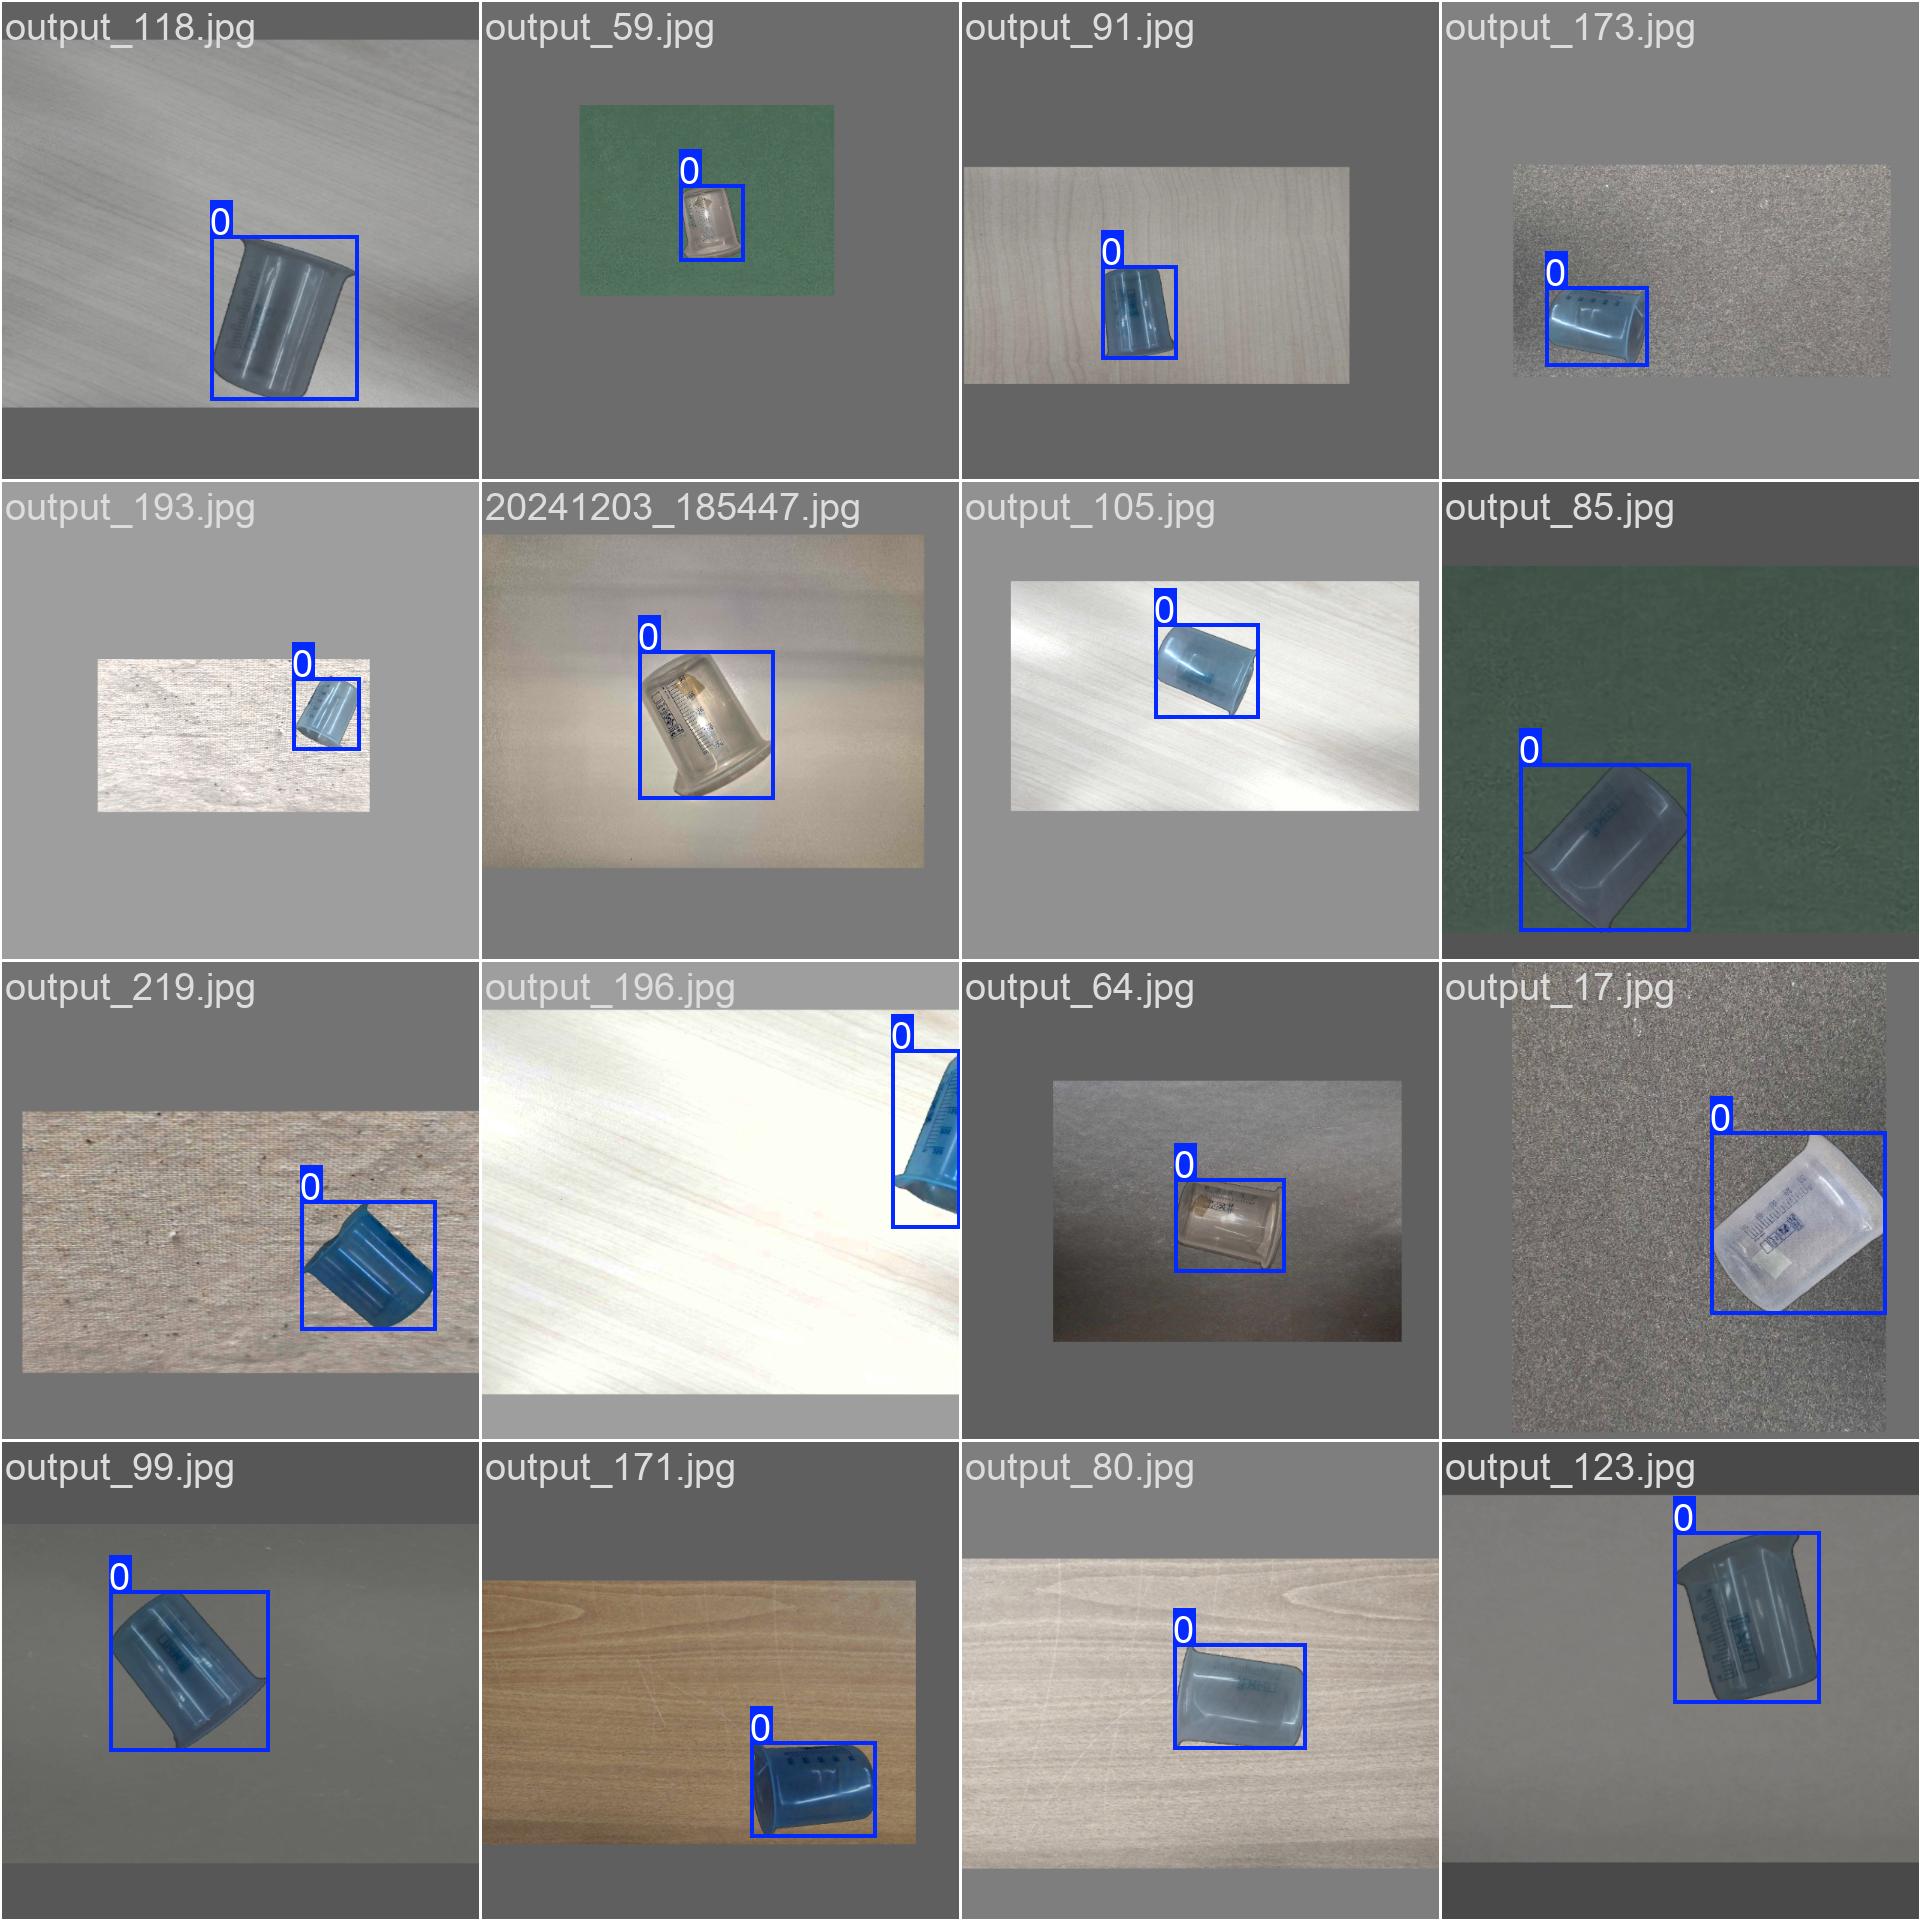 output_118.jpg
output_59.jpg
output_91.jpg
output_173.jpg
0
0
0
0
output_193.jpg
20241203_185447.jpg
output_105.jpg
output_85.jpg
0
0
0
0
output_219.jpg
output_196.jpg
output_64.jpg
output_17.jpg
0
0
0
0
output_99.jpg
output_171.jpg
output_80.jpg
output_123.jpg
0
0
0
0